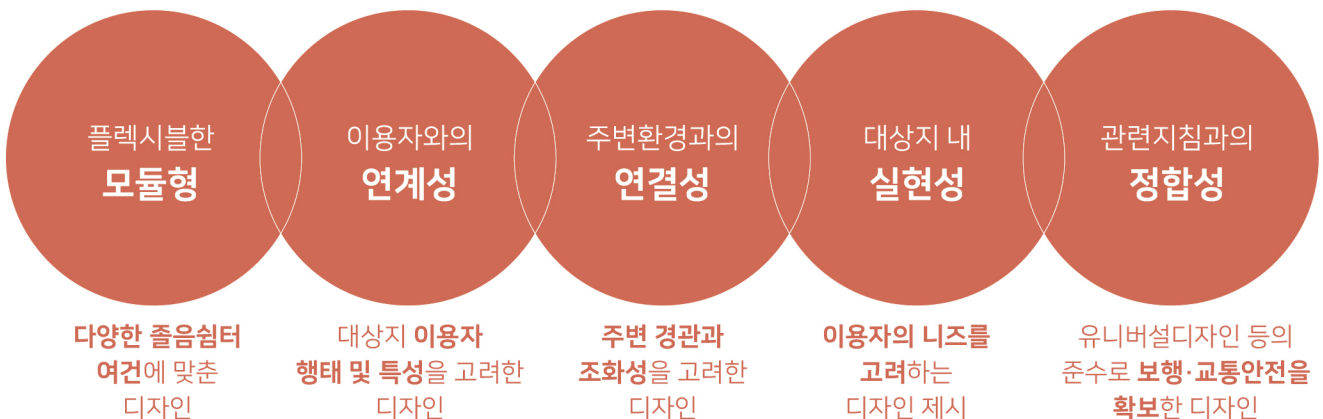 플렉시블한
모듈형
이용자와의
연계성
주변환경과의
연결성
대상지 내
실현성
관련지침과의
정합성
다양한 졸음쉼터
여건에 맞춘
디자인
대상지 이용자
행태 및 특성을 고려한
디자인
주변 경관과
조화성을 고려한
디자인
이용자의 니즈를
고려하는
디자인 제시
유니버설디자인 등의
준수로 보행·교통안전을
확보한 디자인